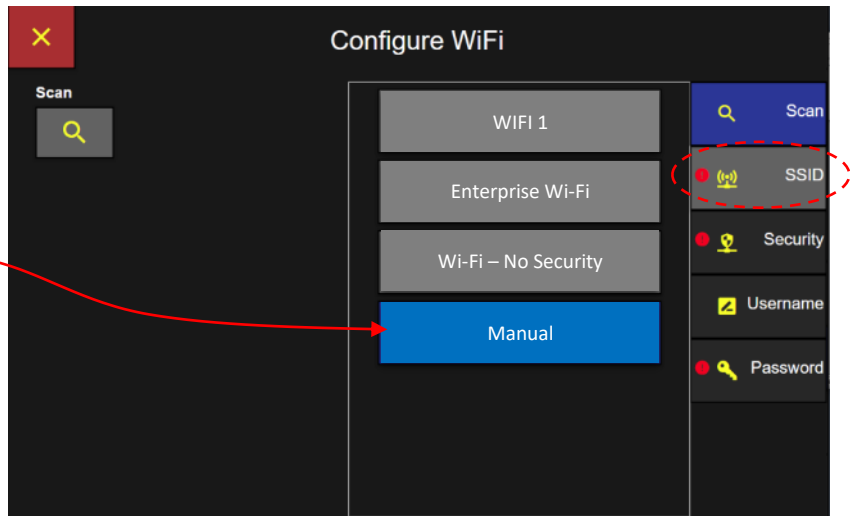 Configure WiFi
Scan
WIFI 1
Enterprise Wi-Fi
Wi-Fi – No Security
Manual
Scan
SSID
Security
Username
Password